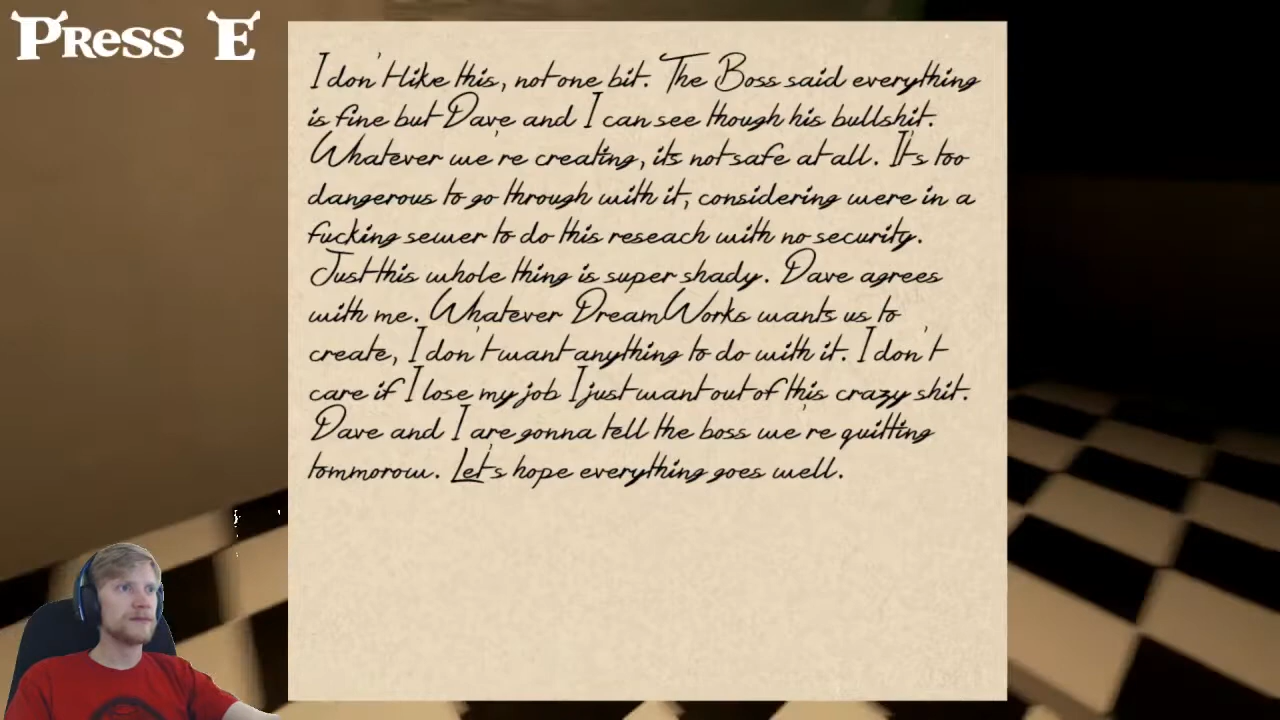 Press E
I don't like this, not one bit. The Boss said everything
is fine but Dave and I can see though his bullshit.
Whatever we're creating, its not safe at all. It's too
dangerous to go through with it, considering were in a
fucking sewer to do this reseach with no security.
Just this whole thing is super shady. Dave agrees
with me. Whatever DreamWorks wants us to
create, I don't want anything to do with it. I don't
care if I lose my job I just want out of this crazy shit.
Dave and I are gonna tell the boss we're quitting
tommorow. Let's hope everything goes well.